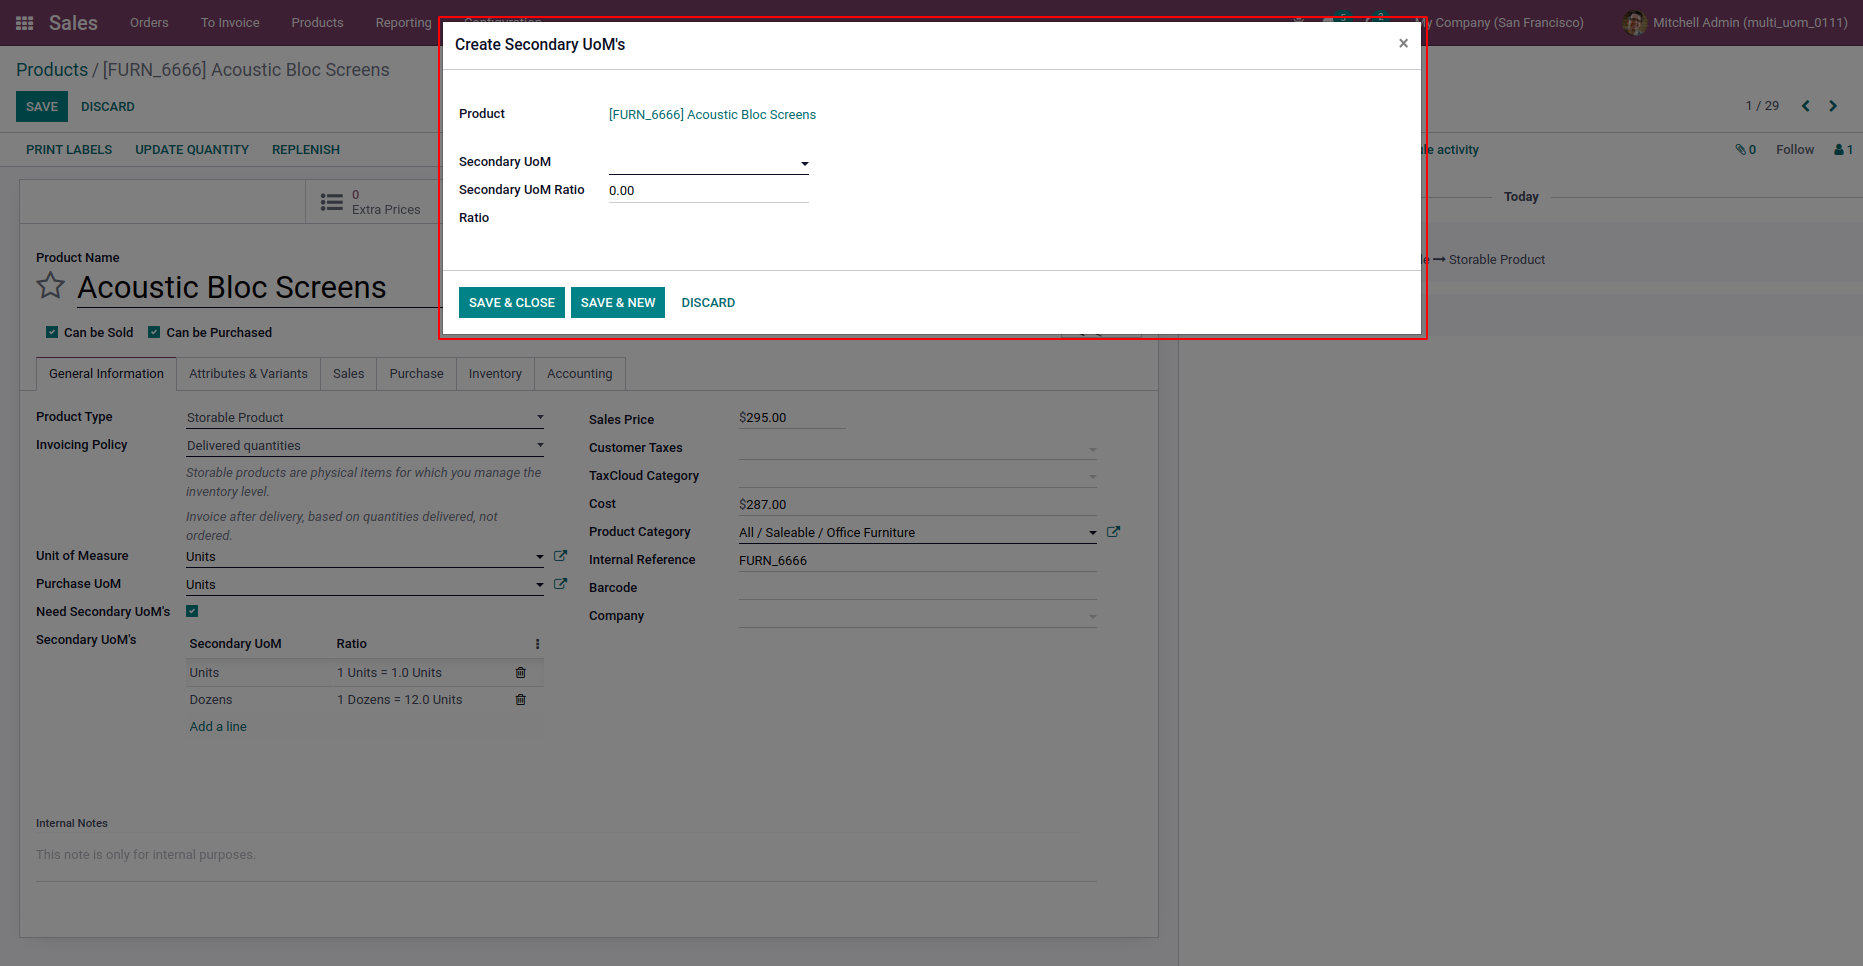 Sales Orders To Invoice Products Reporting Configuration
y Company (San Francisco) Mitchell Admin (multi_uom_0111)
Create Secondary UoM's ×
Products / [FURN_6666] Acoustic Bloc Screens
SAVE DISCARD
1 / 29
PRINT LABELS UPDATE QUANTITY REPLENISH
le activity 0 Follow 1
Product [FURN_6666] Acoustic Bloc Screens
Secondary UoM
Secondary UoM Ratio 0.00
Ratio
SAVE & CLOSE SAVE & NEW DISCARD
0
Extra Prices
Today
Storable Product
Product Name
Acoustic Bloc Screens
Can be Sold Can be Purchased
General Information Attributes & Variants Sales Purchase Inventory Accounting
Product Type Storable Product
Invoicing Policy Delivered quantities
Storable products are physical items for which you manage the
inventory level.
Invoice after delivery, based on quantities delivered, not
ordered.
Unit of Measure Units
Purchase UoM Units
Need Secondary UoM's
Secondary UoM's
Secondary UoM Ratio
Units 1 Units = 1.0 Units
Dozens 1 Dozens = 12.0 Units
Add a line
Sales Price $295.00
Customer Taxes
TaxCloud Category
Cost $287.00
Product Category All / Saleable / Office Furniture
Internal Reference FURN_6666
Barcode
Company
Internal Notes
This note is only for internal purposes.